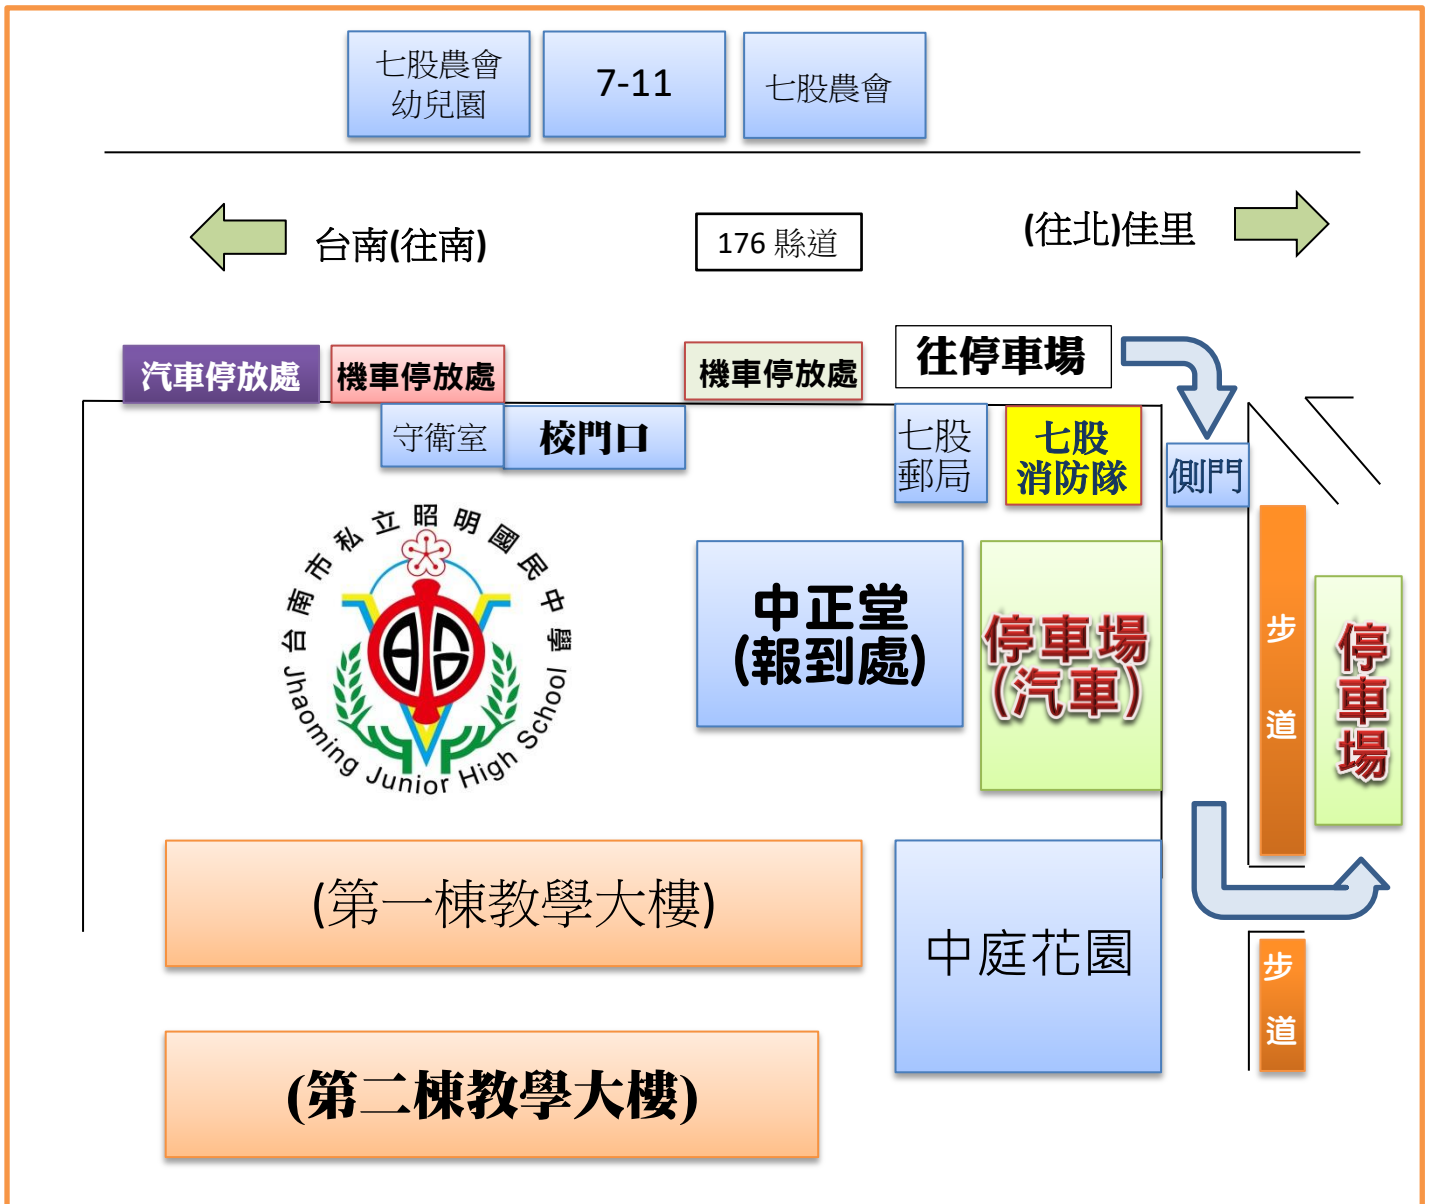 七股農會
幼兒園
7-11
七股農會
台南(往南)
176 縣道
(往北)佳里
汽車停放處
機車停放處
機車停放處
往停車場
守衛室
校門口
七股
郵局
七股
消防隊
側門
台南市私立昭明國民中學
Jhaoming Junior High School
中正堂
(報到處)
停車場
(汽車)
步道
停車場
(第一棟教學大樓)
中庭花園
步道
(第二棟教學大樓)